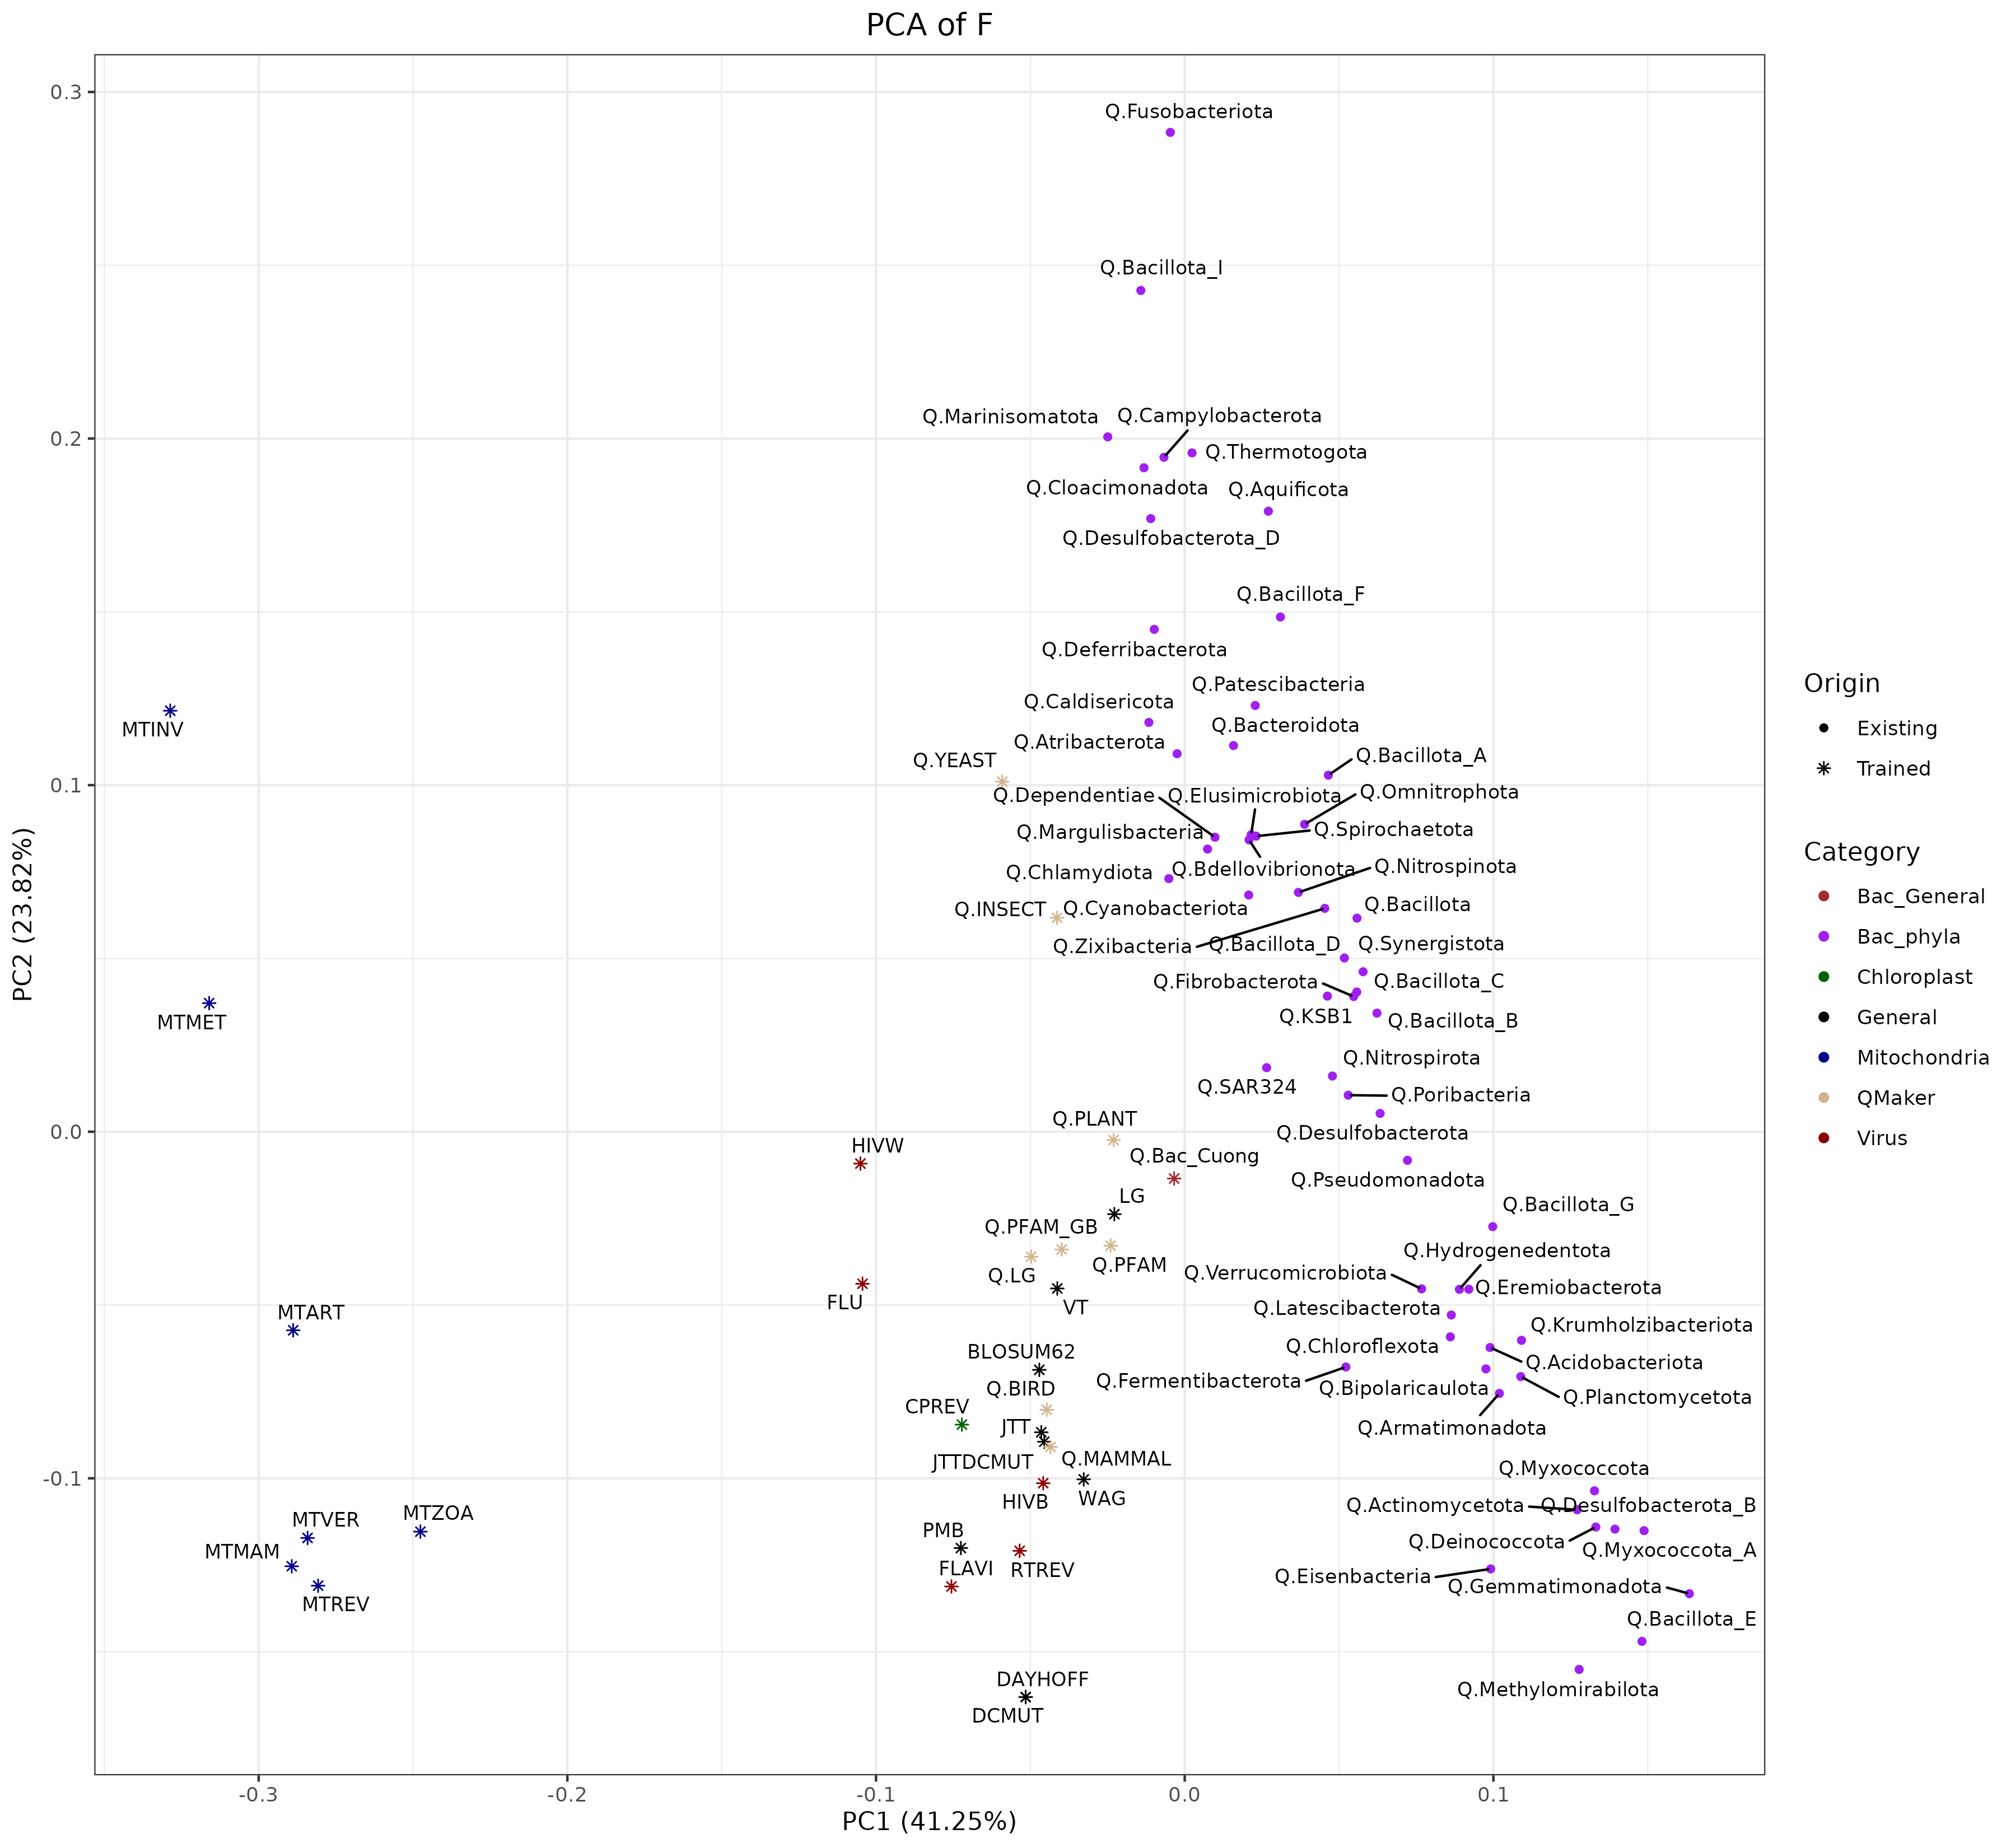 PCA of F
0.3
0.2
0.1
0.0
-0.1
PC2 (23.82%)
Q.Fusobacteriota
Q.Bacillota_I
Q.Marinisomatota
Q.Campylobacterota
Q.Thermotogota
Q.Cloacimonadota
Q.Aquificota
Q.Desulfobacterota_D
Q.Bacillota_F
Q.Deferribacterota
Q.Patescibacteria
Q.Caldisericota
Q.Bacteroidota
MTINV
Q.Atribacterota
Q.YEAST
Q.Bacillota_A
Q.Dependentiae
Q.Elusimicrobiota
Q.Omnitrophota
Q.Margulisbacteria
Q.Spirochaetota
Q.Chlamydiota
Q.Bdellovibrionota
Q.Nitrospinota
Q.INSECT
Q.Cyanobacteriota
Q.Bacillota
Q.Zixibacteria
Q.Bacillota_D
Q.Synergistota
Q.Fibrobacterota
Q.Bacillota_C
MTMET
Q.KSB1
Q.Bacillota_B
Q.Nitrospirota
Q.SAR324
Q.Poribacteria
Q.PLANT
Q.Desulfobacterota
HIVW
Q.Bac_Cuong
Q.Pseudomonadota
LG
Q.Bacillota_G
Q.PFAM_GB
Q.Hydrogenedentota
Q.LG
Q.PFAM
Q.Verrucomicrobiota
Q.Eremiobacterota
FLU
VT
Q.Latescibacterota
MTART
Q.Krumholzibacteriota
BLOSUM62
Q.Chloroflexota
Q.Acidobacteriota
Q.BIRD
Q.Fermentibacterota
Q.Bipolaricaulota
Q.Planctomycetota
CPREV
JTT
Q.Armatimonadota
JTTDCMUT
Q.MAMMAL
Q.Myxococcota
HIVB
WAG
Q.Actinomycetota
Q.Desulfobacterota_B
MTVER
MTZOA
PMB
Q.Deinococcota
Q.Myxococcota_A
MTMAM
FLAVI
RTREV
Q.Eisenbacteria
Q.Gemmatimonadota
MTREV
Q.Bacillota_E
DAYHOFF
DCMUT
Q.Methylomirabilota
-0.3
-0.2
-0.1
0.0
0.1
PC1 (41.25%)
Origin
Existing
Trained
Category
Bac_General
Bac_phyla
Chloroplast
General
Mitochondria
QMaker
Virus